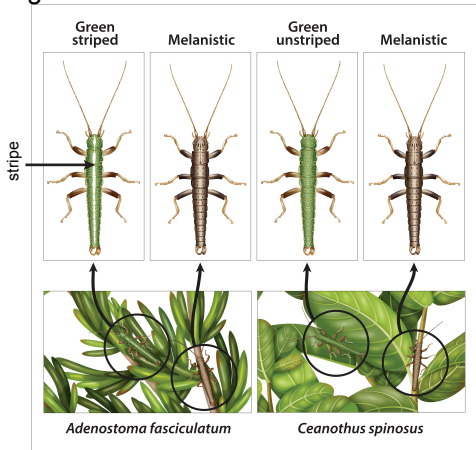 Green
striped
Melanistic
Green
unstriped
Melanistic
stripe
Adenostoma fasciculatum
Ceanothus spinosus